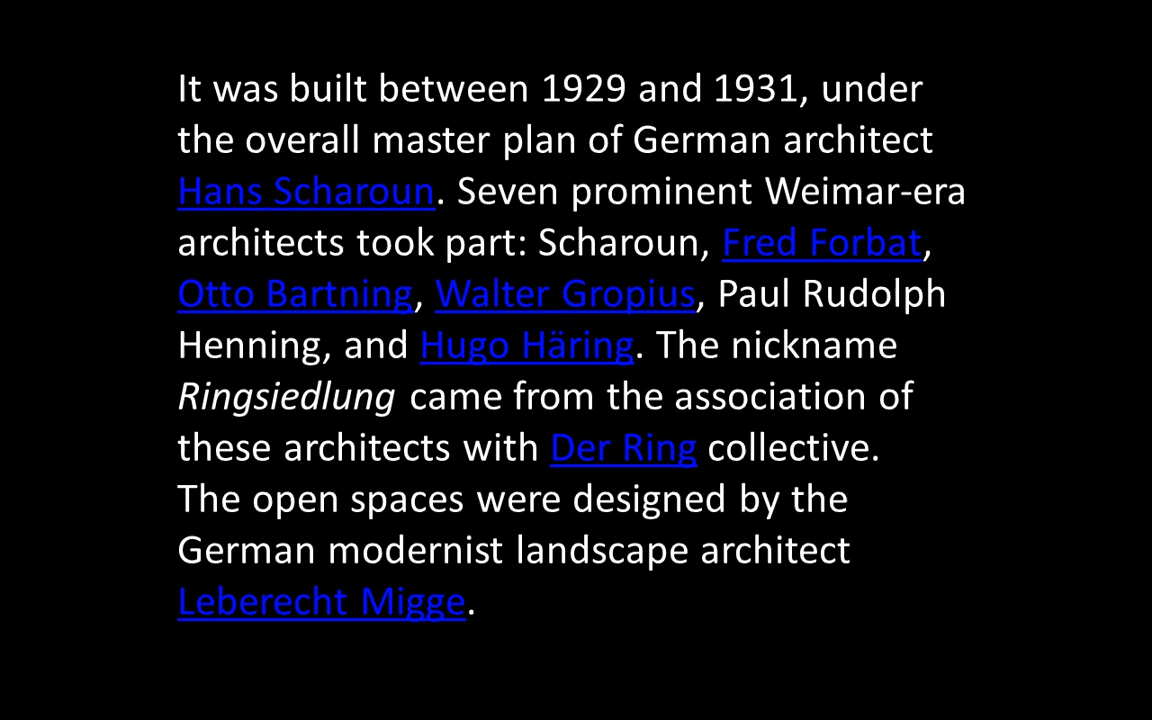 It was built between 1929 and 1931, under
the overall master plan of German architect
Hans Scharoun. Seven prominent Weimar-era
architects took part: Scharoun, Fred Forbat,
Otto Bartning, Walter Gropius, Paul Rudolph
Henning, and Hugo Häring. The nickname
Ringsiedlung came from the association of
these architects with Der Ring collective.
The open spaces were designed by the
German modernist landscape architect
Leberecht Migge.